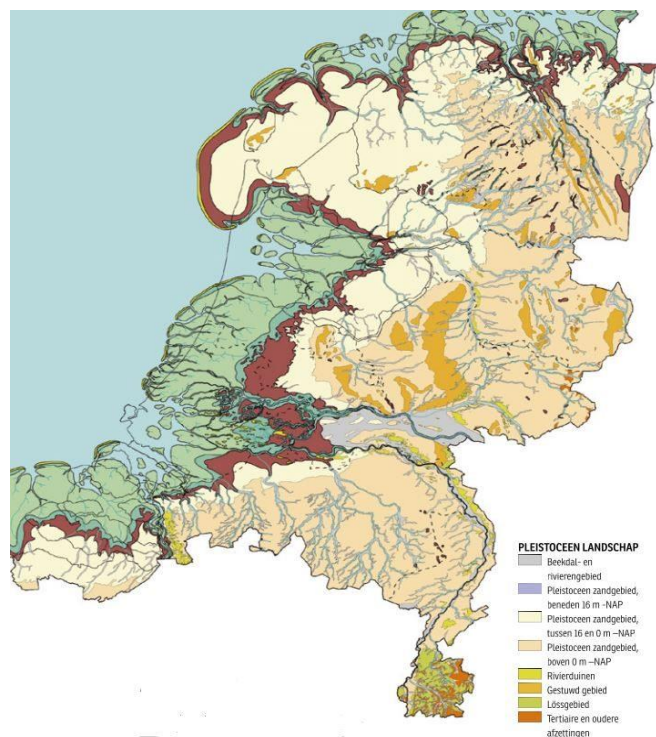 PLEISTOCEEN LANDSCHAP
Beekdal- en
rivierengebied
Pleistoceen zandgebied,
beneden 16 m -NAP
Pleistoceen zandgebied,
tussen 16 en 0 m –NAP
Pleistoceen zandgebied,
boven 0 m –NAP
Rivierduinen
Gestuwd gebied
Lössgebied
Tertiaire en oudere
afzettingen